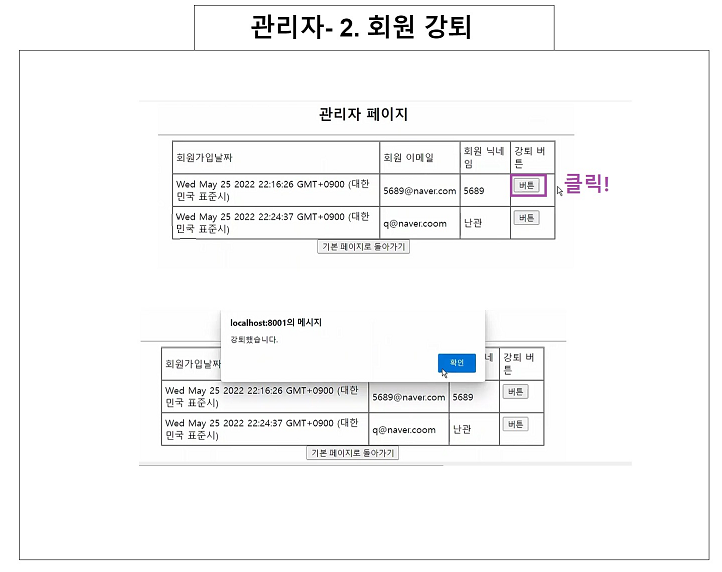 관리자- 2. 회원 강퇴
관리자 페이지
회원가입날짜
회원 이메일
회원 닉네
임
강퇴 버
튼
Wed May 25 2022 22:16:26 GMT+0900 (대한
민국 표준시)
5689@naver.com
5689
버튼
클릭!
Wed May 25 2022 22:24:37 GMT+0900 (대한
민국 표준시)
q@naver.coom
난관
버튼
기본 페이지로 돌아가기
localhost:8001의 메시지
강퇴했습니다.
확인
회원가입날짜
네
강퇴 버
튼
Wed May 25 2022 22:16:26 GMT+0900 (대한
민국 표준시)
5689@naver.com
5689
버튼
Wed May 25 2022 22:24:37 GMT+0900 (대한
민국 표준시)
q@naver.coom
난관
버튼
기본 페이지로 돌아가기